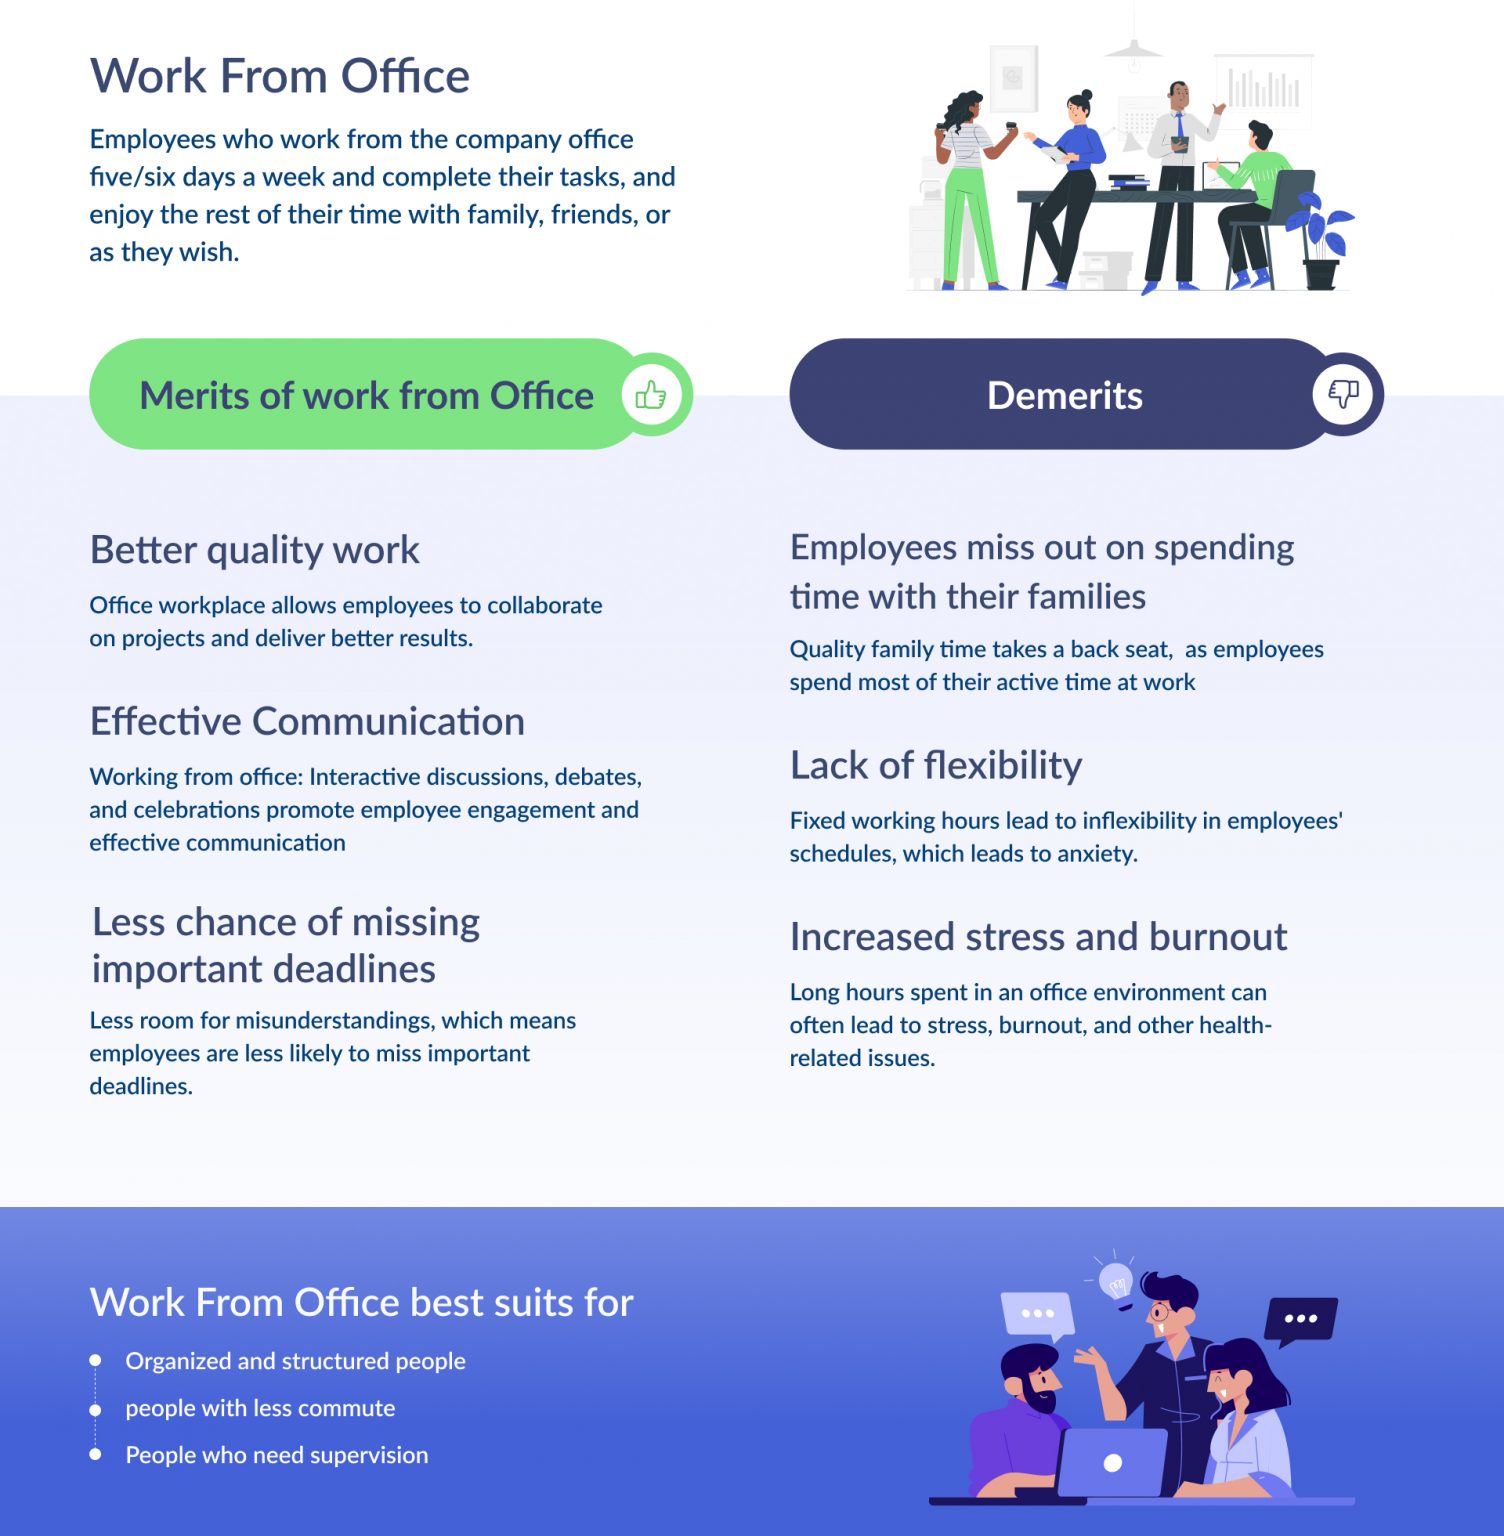 Work From Office
Employees who work from the company office
five/six days a week and complete their tasks, and
enjoy the rest of their time with family, friends, or
as they wish.
Merits of work from Office
Better quality work
Office workplace allows employees to collaborate
on projects and deliver better results.
Effective Communication
Working from office: Interactive discussions, debates,
and celebrations promote employee engagement and
effective communication
Less chance of missing
important deadlines
Less room for misunderstandings, which means
employees are less likely to miss important
deadlines.
Demerits
Employees miss out on spending
time with their families
Quality family time takes a back seat,  as employees
spend most of their active time at work
Lack of flexibility
Fixed working hours lead to inflexibility in employees'
schedules, which leads to anxiety.
Increased stress and burnout
Long hours spent in an office environment can
often lead to stress, burnout, and other health-
related issues.
Work From Office best suits for
Organized and structured people
people with less commute
People who need supervision